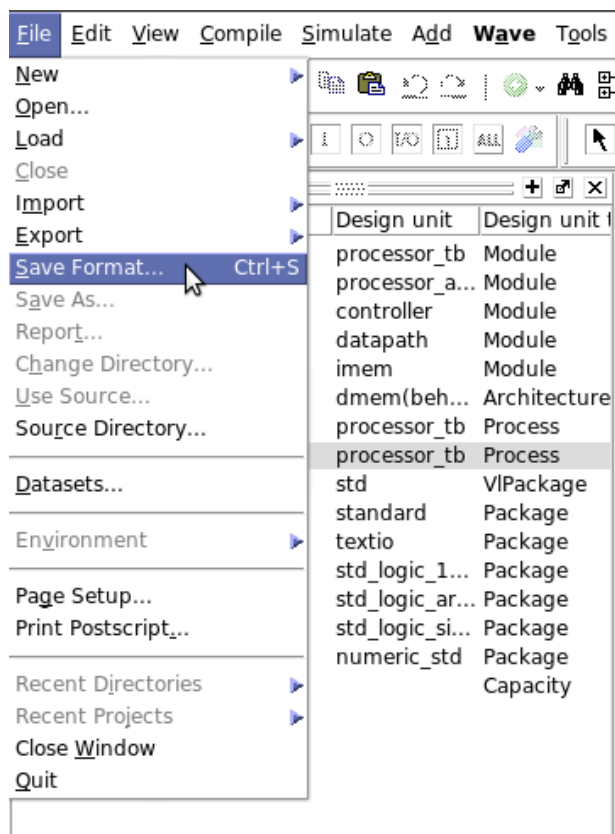 File Edit View Compile Simulate Add Wave Tools
New
Open...
Load
Close
Import
Export
Save Format... Ctrl+S
Save As...
Report...
Change Directory...
Use Source...
Source Directory...
Datasets...
Environment
Page Setup...
Print Postscript...
Recent Directories
Recent Projects
Close Window
Quit
I O I/O ALL
Design unit Design unit t
processor_tb Module
processor_a... Module
controller Module
datapath Module
imem Module
dmem(beh... Architecture
processor_tb Process
processor_tb Process
std VlPackage
standard Package
textio Package
std_logic_1... Package
std_logic_ar... Package
std_logic_si... Package
numeric_std Package
Capacity